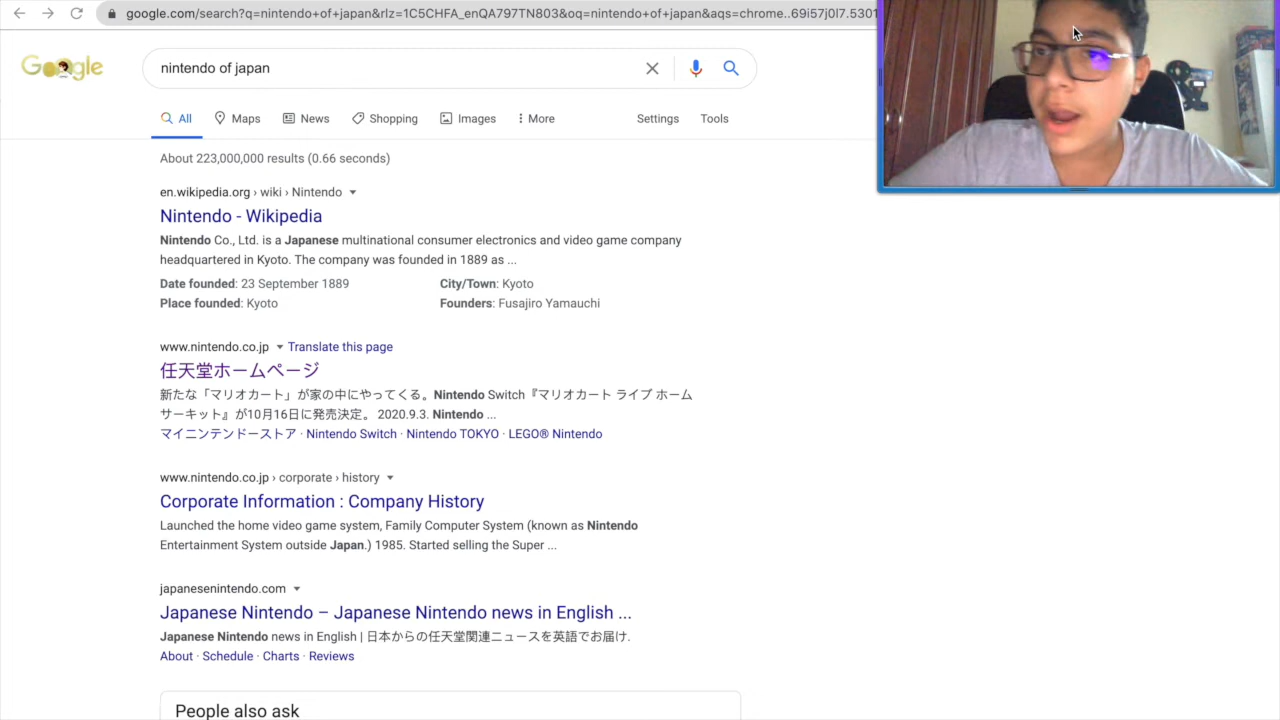 google.com/search?q=nintendo+of+japan&rlz=1C5CHFA_enQA797TN803&oq=nintendo+of+japan&aqs=chrome..69i57j0l7.5301
Google
nintendo of japan
All Maps News Shopping Images More Settings Tools
About 223,000,000 results (0.66 seconds)
en.wikipedia.org › wiki › Nintendo
Nintendo - Wikipedia
Nintendo Co., Ltd. is a Japanese multinational consumer electronics and video game company
headquartered in Kyoto. The company was founded in 1889 as ...
Date founded: 23 September 1889 City/Town: Kyoto
Place founded: Kyoto Founders: Fusajiro Yamauchi
www.nintendo.co.jp Translate this page
任天堂ホームページ
新たな「マリオカート」が家の中にやってくる。Nintendo Switch『マリオカート ライブ ホーム
サーキット』が10月16日に発売決定。 2020.9.3. Nintendo ...
マイニンテンドーストア · Nintendo Switch · Nintendo TOKYO · LEGO® Nintendo
www.nintendo.co.jp › corporate › history
Corporate Information : Company History
Launched the home video game system, Family Computer System (known as Nintendo
Entertainment System outside Japan.) 1985. Started selling the Super ...
japanesenintendo.com
Japanese Nintendo – Japanese Nintendo news in English ...
Japanese Nintendo news in English | 日本からの任天堂関連ニュースを英語でお届け.
About · Schedule · Charts · Reviews
People also ask